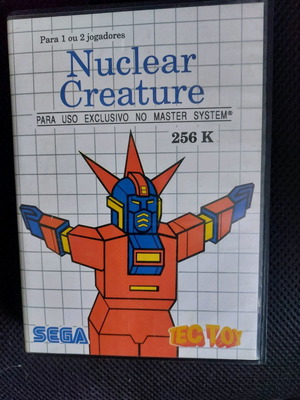 Para 1 ou 2 jogadores
Nuclear
Creature
PARA USO EXCLUSIVO NO MASTER SYSTEM®
256 K
SEGA
TEC TOY